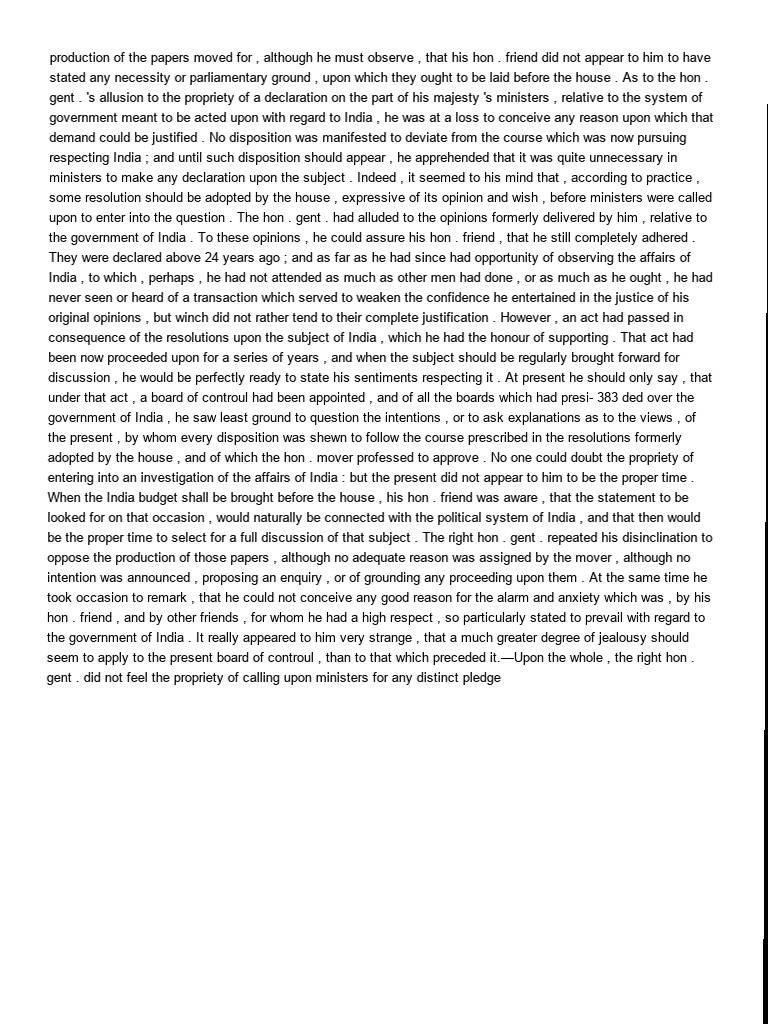 production of the papers moved for , although he must observe , that his hon . friend did not appear to him to have
stated any necessity or parliamentary ground , upon which they ought to be laid before the house . As to the hon .
gent . 's allusion to the propriety of a declaration on the part of his majesty 's ministers , relative to the system of
government meant to be acted upon with regard to India , he was at a loss to conceive any reason upon which that
demand could be justified . No disposition was manifested to deviate from the course which was now pursuing
respecting India ; and until such disposition should appear , he apprehended that it was quite unnecessary in
ministers to make any declaration upon the subject . Indeed , it seemed to his mind that , according to practice ,
some resolution should be adopted by the house , expressive of its opinion and wish , before ministers were called
upon to enter into the question . The hon . gent . had alluded to the opinions formerly delivered by him , relative to
the government of India . To these opinions , he could assure his hon . friend , that he still completely adhered .
They were declared above 24 years ago ; and as far as he had since had opportunity of observing the affairs of
India , to which , perhaps , he had not attended as much as other men had done , or as much as he ought , he had
never seen or heard of a transaction which served to weaken the confidence he entertained in the justice of his
original opinions , but winch did not rather tend to their complete justification . However , an act had passed in
consequence of the resolutions upon the subject of India , which he had the honour of supporting . That act had
been now proceeded upon for a series of years , and when the subject should be regularly brought forward for
discussion , he would be perfectly ready to state his sentiments respecting it . At present he should only say , that
under that act , a board of controul had been appointed , and of all the boards which had presi- 383 ded over the
government of India , he saw least ground to question the intentions , or to ask explanations as to the views , of
the present , by whom every disposition was shewn to follow the course prescribed in the resolutions formerly
adopted by the house , and of which the hon . mover professed to approve . No one could doubt the propriety of
entering into an investigation of the affairs of India : but the present did not appear to him to be the proper time .
When the India budget shall be brought before the house , his hon . friend was aware , that the statement to be
looked for on that occasion , would naturally be connected with the political system of India , and that then would
be the proper time to select for a full discussion of that subject . The right hon . gent . repeated his disinclination to
oppose the production of those papers , although no adequate reason was assigned by the mover , although no
intention was announced , proposing an enquiry , or of grounding any proceeding upon them . At the same time he
took occasion to remark , that he could not conceive any good reason for the alarm and anxiety which was , by his
hon . friend , and by other friends , for whom he had a high respect , so particularly stated to prevail with regard to
the government of India . It really appeared to him very strange , that a much greater degree of jealousy should
seem to apply to the present board of controul , than to that which preceded it.—Upon the whole , the right hon .
gent . did not feel the propriety of calling upon ministers for any distinct pledge